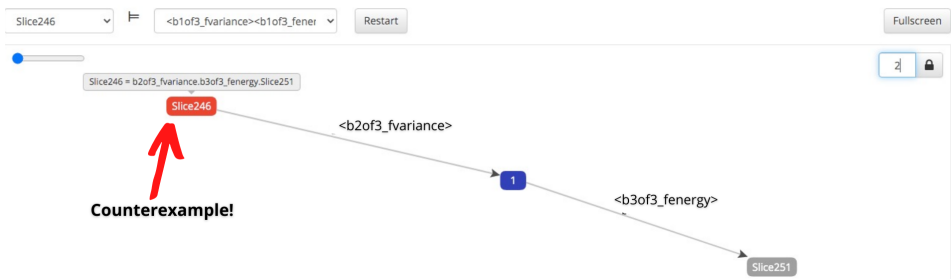 Slice246 ⊨ <b1of3_fvariance><b1of3_fener Restart Fullscreen
2
Slice246 = b2of3_fvariance.b3of3_fenergy.Slice251
Slice246
<b2of3_fvariance>
1
<b3of3_fenergy>
Counterexample!
Slice251